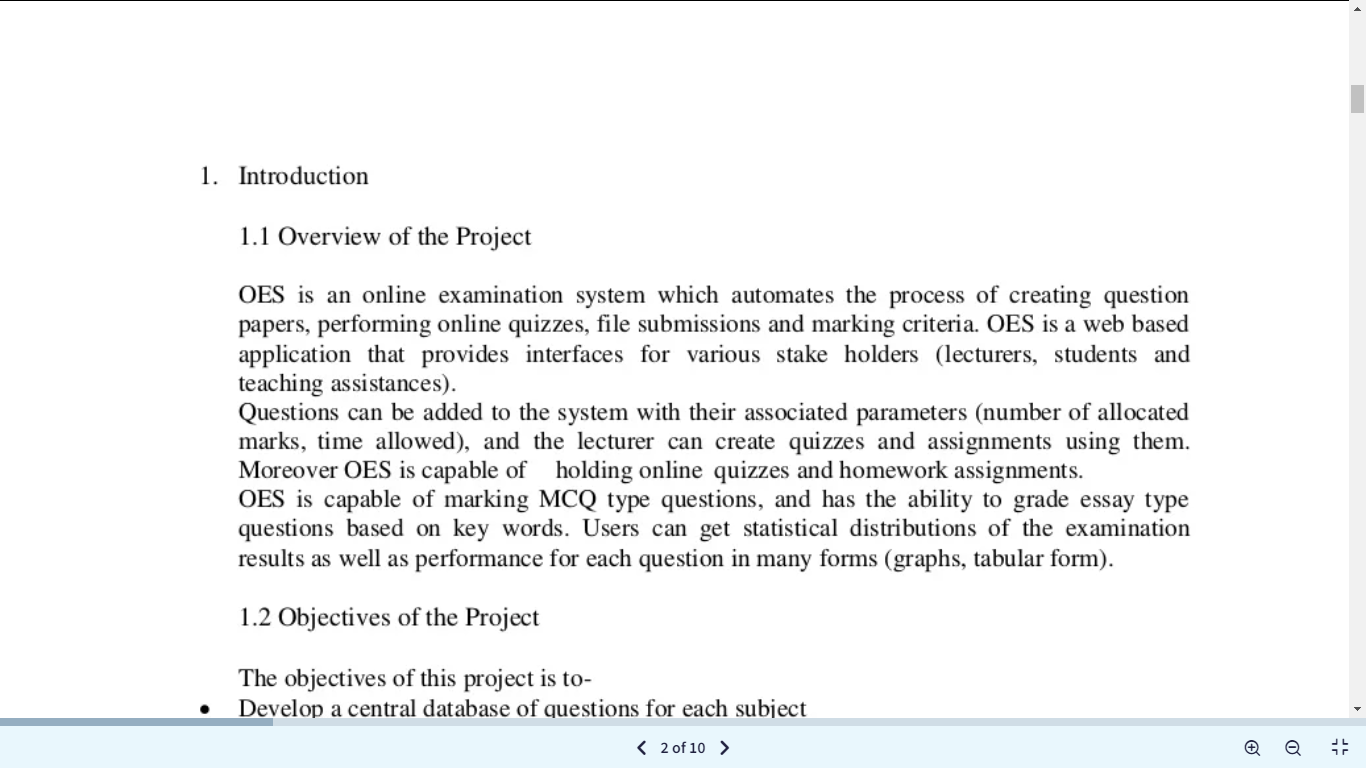 1. Introduction
1.1 Overview of the Project
OES is an online examination system which automates the process of creating question
papers, performing online quizzes, file submissions and marking criteria. OES is a web based
application that provides interfaces for various stake holders (lecturers, students and
teaching assistances).
Questions can be added to the system with their associated parameters (number of allocated
marks, time allowed), and the lecturer can create quizzes and assignments using them.
Moreover OES is capable of holding online quizzes and homework assignments.
OES is capable of marking MCQ type questions, and has the ability to grade essay type
questions based on key words. Users can get statistical distributions of the examination
results as well as performance for each question in many forms (graphs, tabular form).
1.2 Objectives of the Project
The objectives of this project is to-
• Develop a central database of questions for each subject
2 of 10